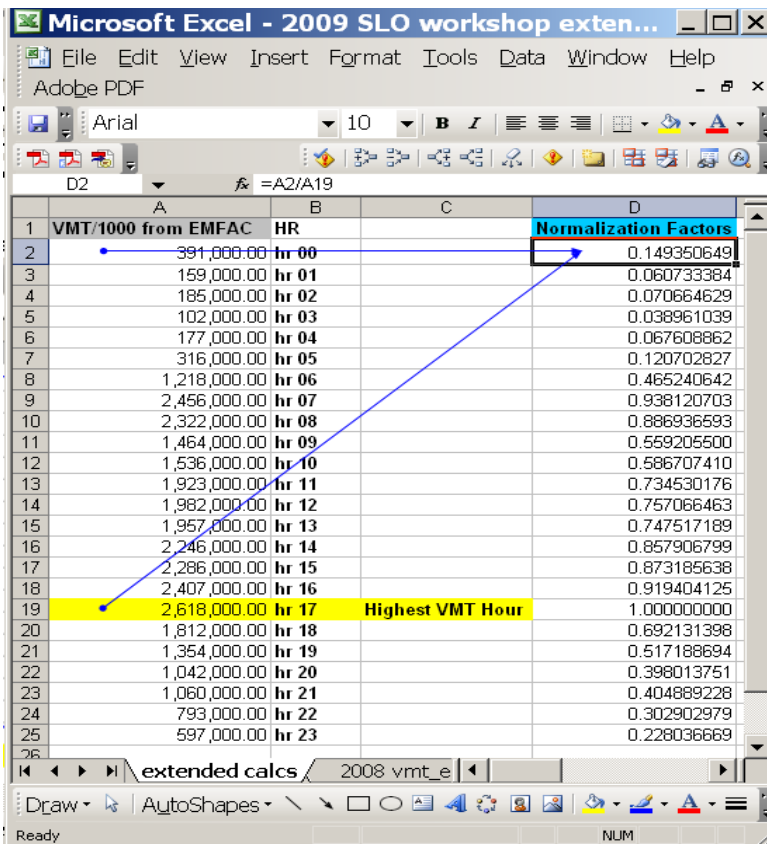 Microsoft Excel - 2009 SLO workshop exten...
File Edit View Insert Format Tools Data Window Help
Adobe PDF
Arial 10 B I A
D2 fx =A2/A19
A B C D
1 VMT/1000 from EMFAC HR Normalization Factors
2 391,000.00 hr 00 0.149350649
3 159,000.00 hr 01 0.060733384
4 185,000.00 hr 02 0.070664629
5 102,000.00 hr 03 0.038961039
6 177,000.00 hr 04 0.067608862
7 316,000.00 hr 05 0.120702827
8 1,218,000.00 hr 06 0.465240642
9 2,456,000.00 hr 07 0.938120703
10 2,322,000.00 hr 08 0.886936593
11 1,464,000.00 hr 09 0.559205500
12 1,536,000.00 hr 10 0.586707410
13 1,923,000.00 hr 11 0.734530176
14 1,982,000.00 hr 12 0.757066463
15 1,957,000.00 hr 13 0.747517189
16 2,246,000.00 hr 14 0.857906799
17 2,286,000.00 hr 15 0.873185638
18 2,407,000.00 hr 16 0.919404125
19 2,618,000.00 hr 17 Highest VMT Hour 1.000000000
20 1,812,000.00 hr 18 0.692131398
21 1,354,000.00 hr 19 0.517188694
22 1,042,000.00 hr 20 0.398013751
23 1,060,000.00 hr 21 0.404889228
24 793,000.00 hr 22 0.302902979
25 597,000.00 hr 23 0.228036669
26
extended calcs 2008 vmt_e
Draw AutoShapes A
Ready NUM